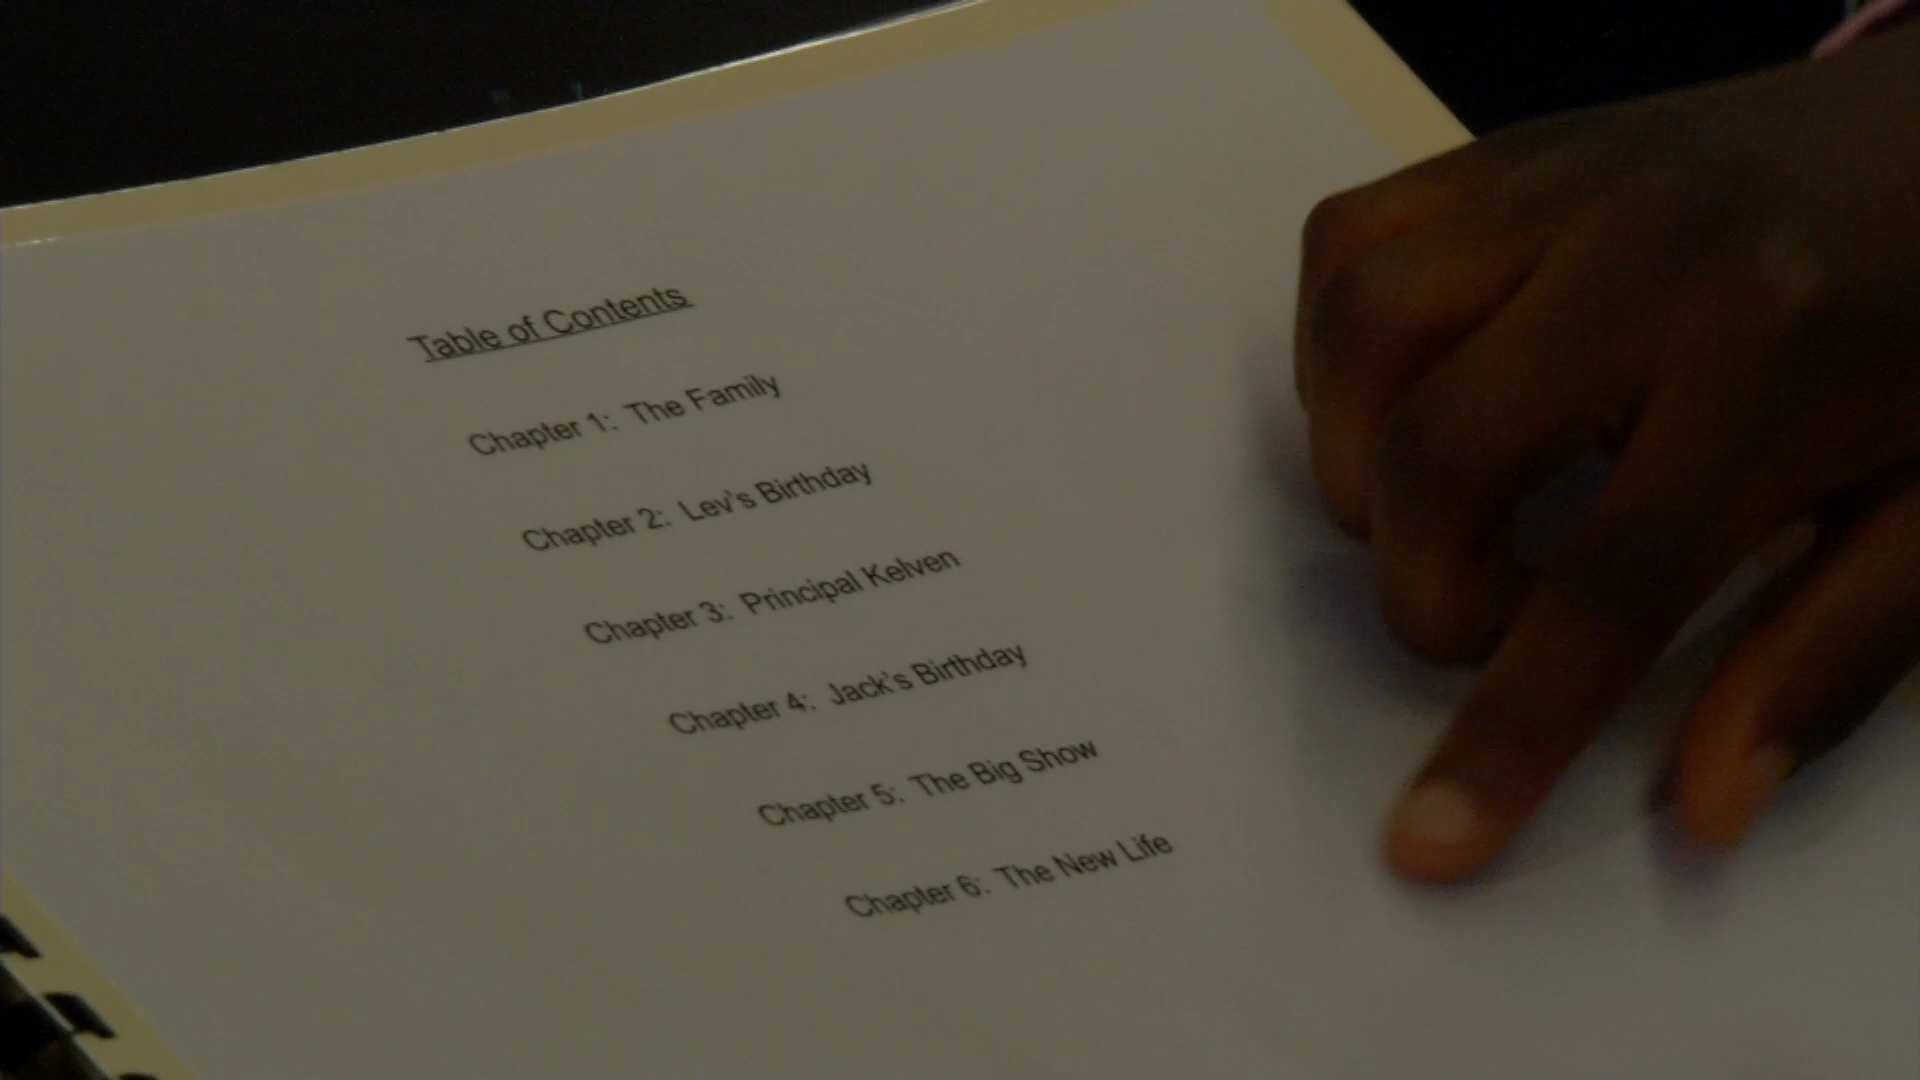 Table of Contents
Chapter 1: The Family
Chapter 2: Lev's Birthday
Chapter 3: Principal Kelven
Chapter 4: Jack's Birthday
Chapter 5: The Big Show
Chapter 6: The New Life